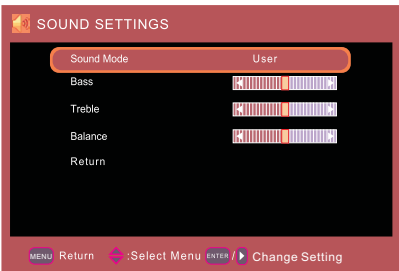 SOUND SETTINGS
Sound Mode User
Bass
Treble
Balance
Return
MENU Return :Select Menu ENTER / Change Setting